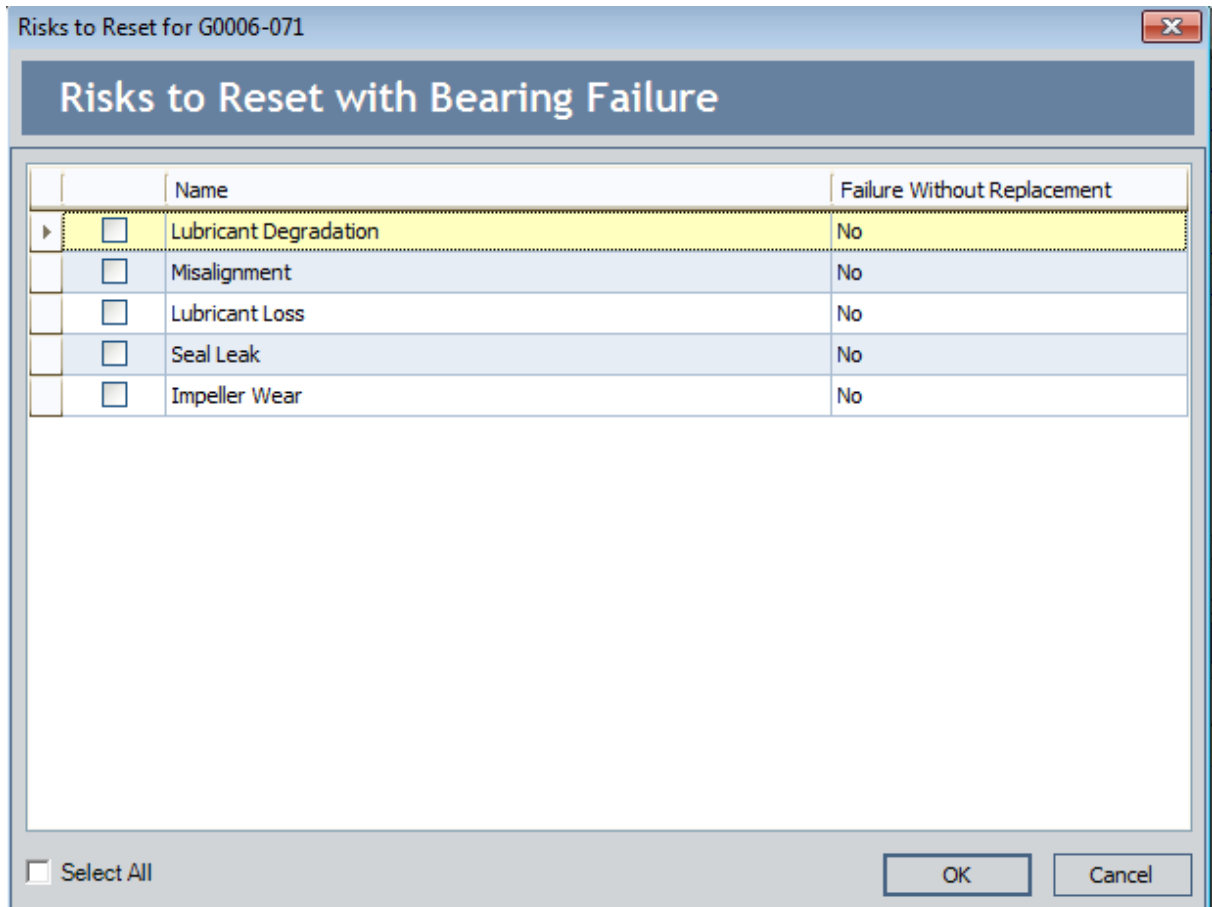 Risks to Reset for G0006-071
Risks to Reset with Bearing Failure
Name Failure Without Replacement
Lubricant Degradation No
Misalignment No
Lubricant Loss No
Seal Leak No
Impeller Wear No
Select All OK Cancel